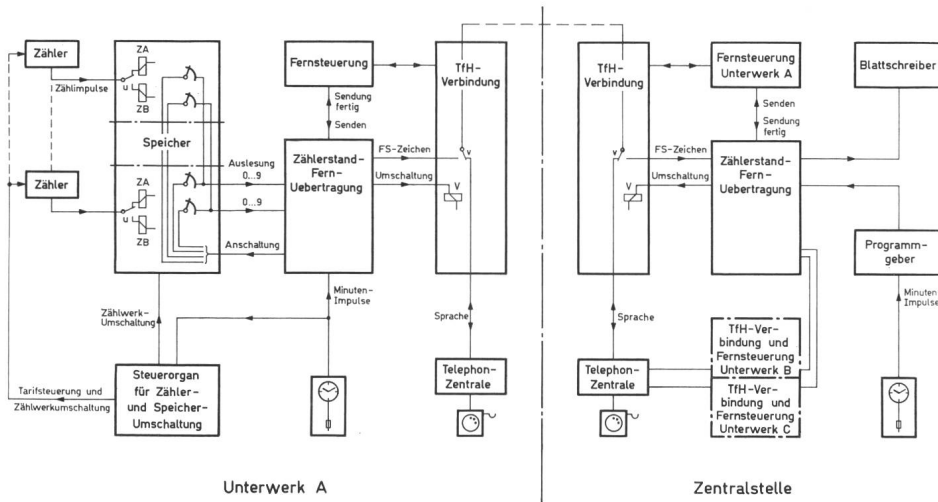 Zähler
ZA
Zählimpulse
u
ZB
Speicher
Zähler
ZA
u
ZB
Auslesung
0...9
0...9
Anschaltung
Fernsteuerung
Sendung
fertig
Senden
Zählerstand-
Fern-
Uebertragung
TfH-
Verbindung
FS-Zeichen
v
Umschaltung
V
Minuten-
Impulse
Sprache
Zählwerk-
Umschaltung
Tarifsteuerung und
Zählwerkumschaltung
Steuerorgan
für Zähler-
und Speicher-
Umschaltung
Telephon-
Zentrale
Unterwerk A
TfH-
Verbindung
v
FS-Zeichen
V
Umschaltung
Fernsteuerung
Unterwerk A
Senden
Sendung
fertig
Zählerstand-
Fern-
Uebertragung
Blattschreiber
Programm-
geber
Minuten-
Impulse
Sprache
Telephon-
Zentrale
TfH-Ver-
bindung und
Fernsteuerung
Unterwerk B
TfH-Ver-
bindung und
Fernsteuerung
Unterwerk C
Zentralstelle